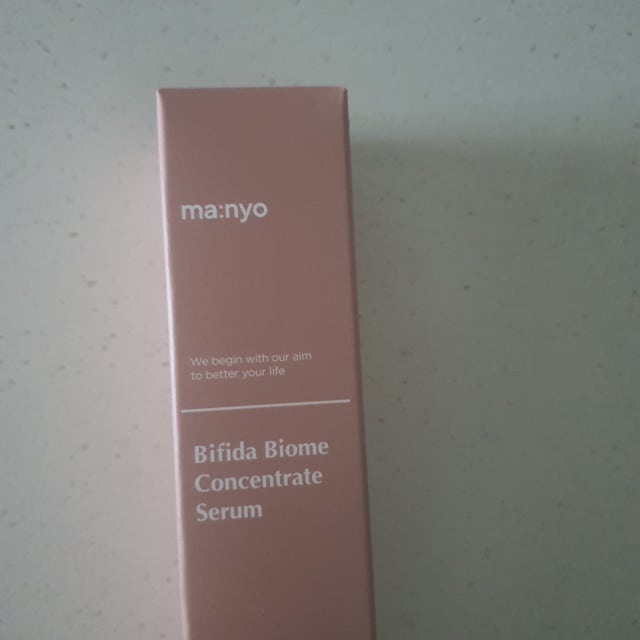 ma:nyo
We begin with our aim
to better your life
Bifida Biome
Concentrate
Serum